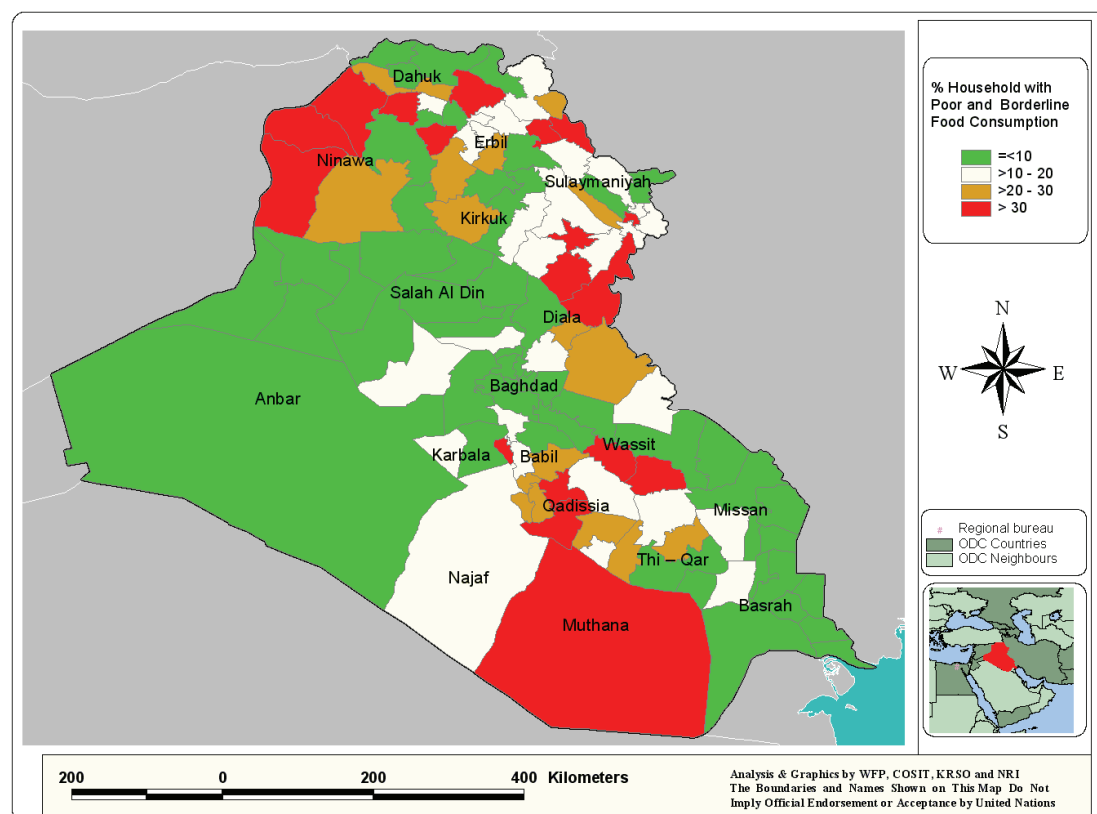 Dahuk
Erbil
Ninawa
Sulaymaniyah
Kirkuk
Salah Al Din
Diala
Baghdad
Anbar
Wassit
Karbala
Babil
Qadissia
Missan
Thi – Qar
Najaf
Basrah
Muthana
% Household with
Poor and Borderline
Food Consumption
=<10
>10 - 20
>20 - 30
> 30
N
W E
S
# Regional bureau
ODC Countries
ODC Neighbours
200 0 200 400 Kilometers
Analysis & Graphics by WFP, COSIT, KRSO and NRI
The Boundaries and Names Shown on This Map Do Not
Imply Official Endorsement or Acceptance by United Nations